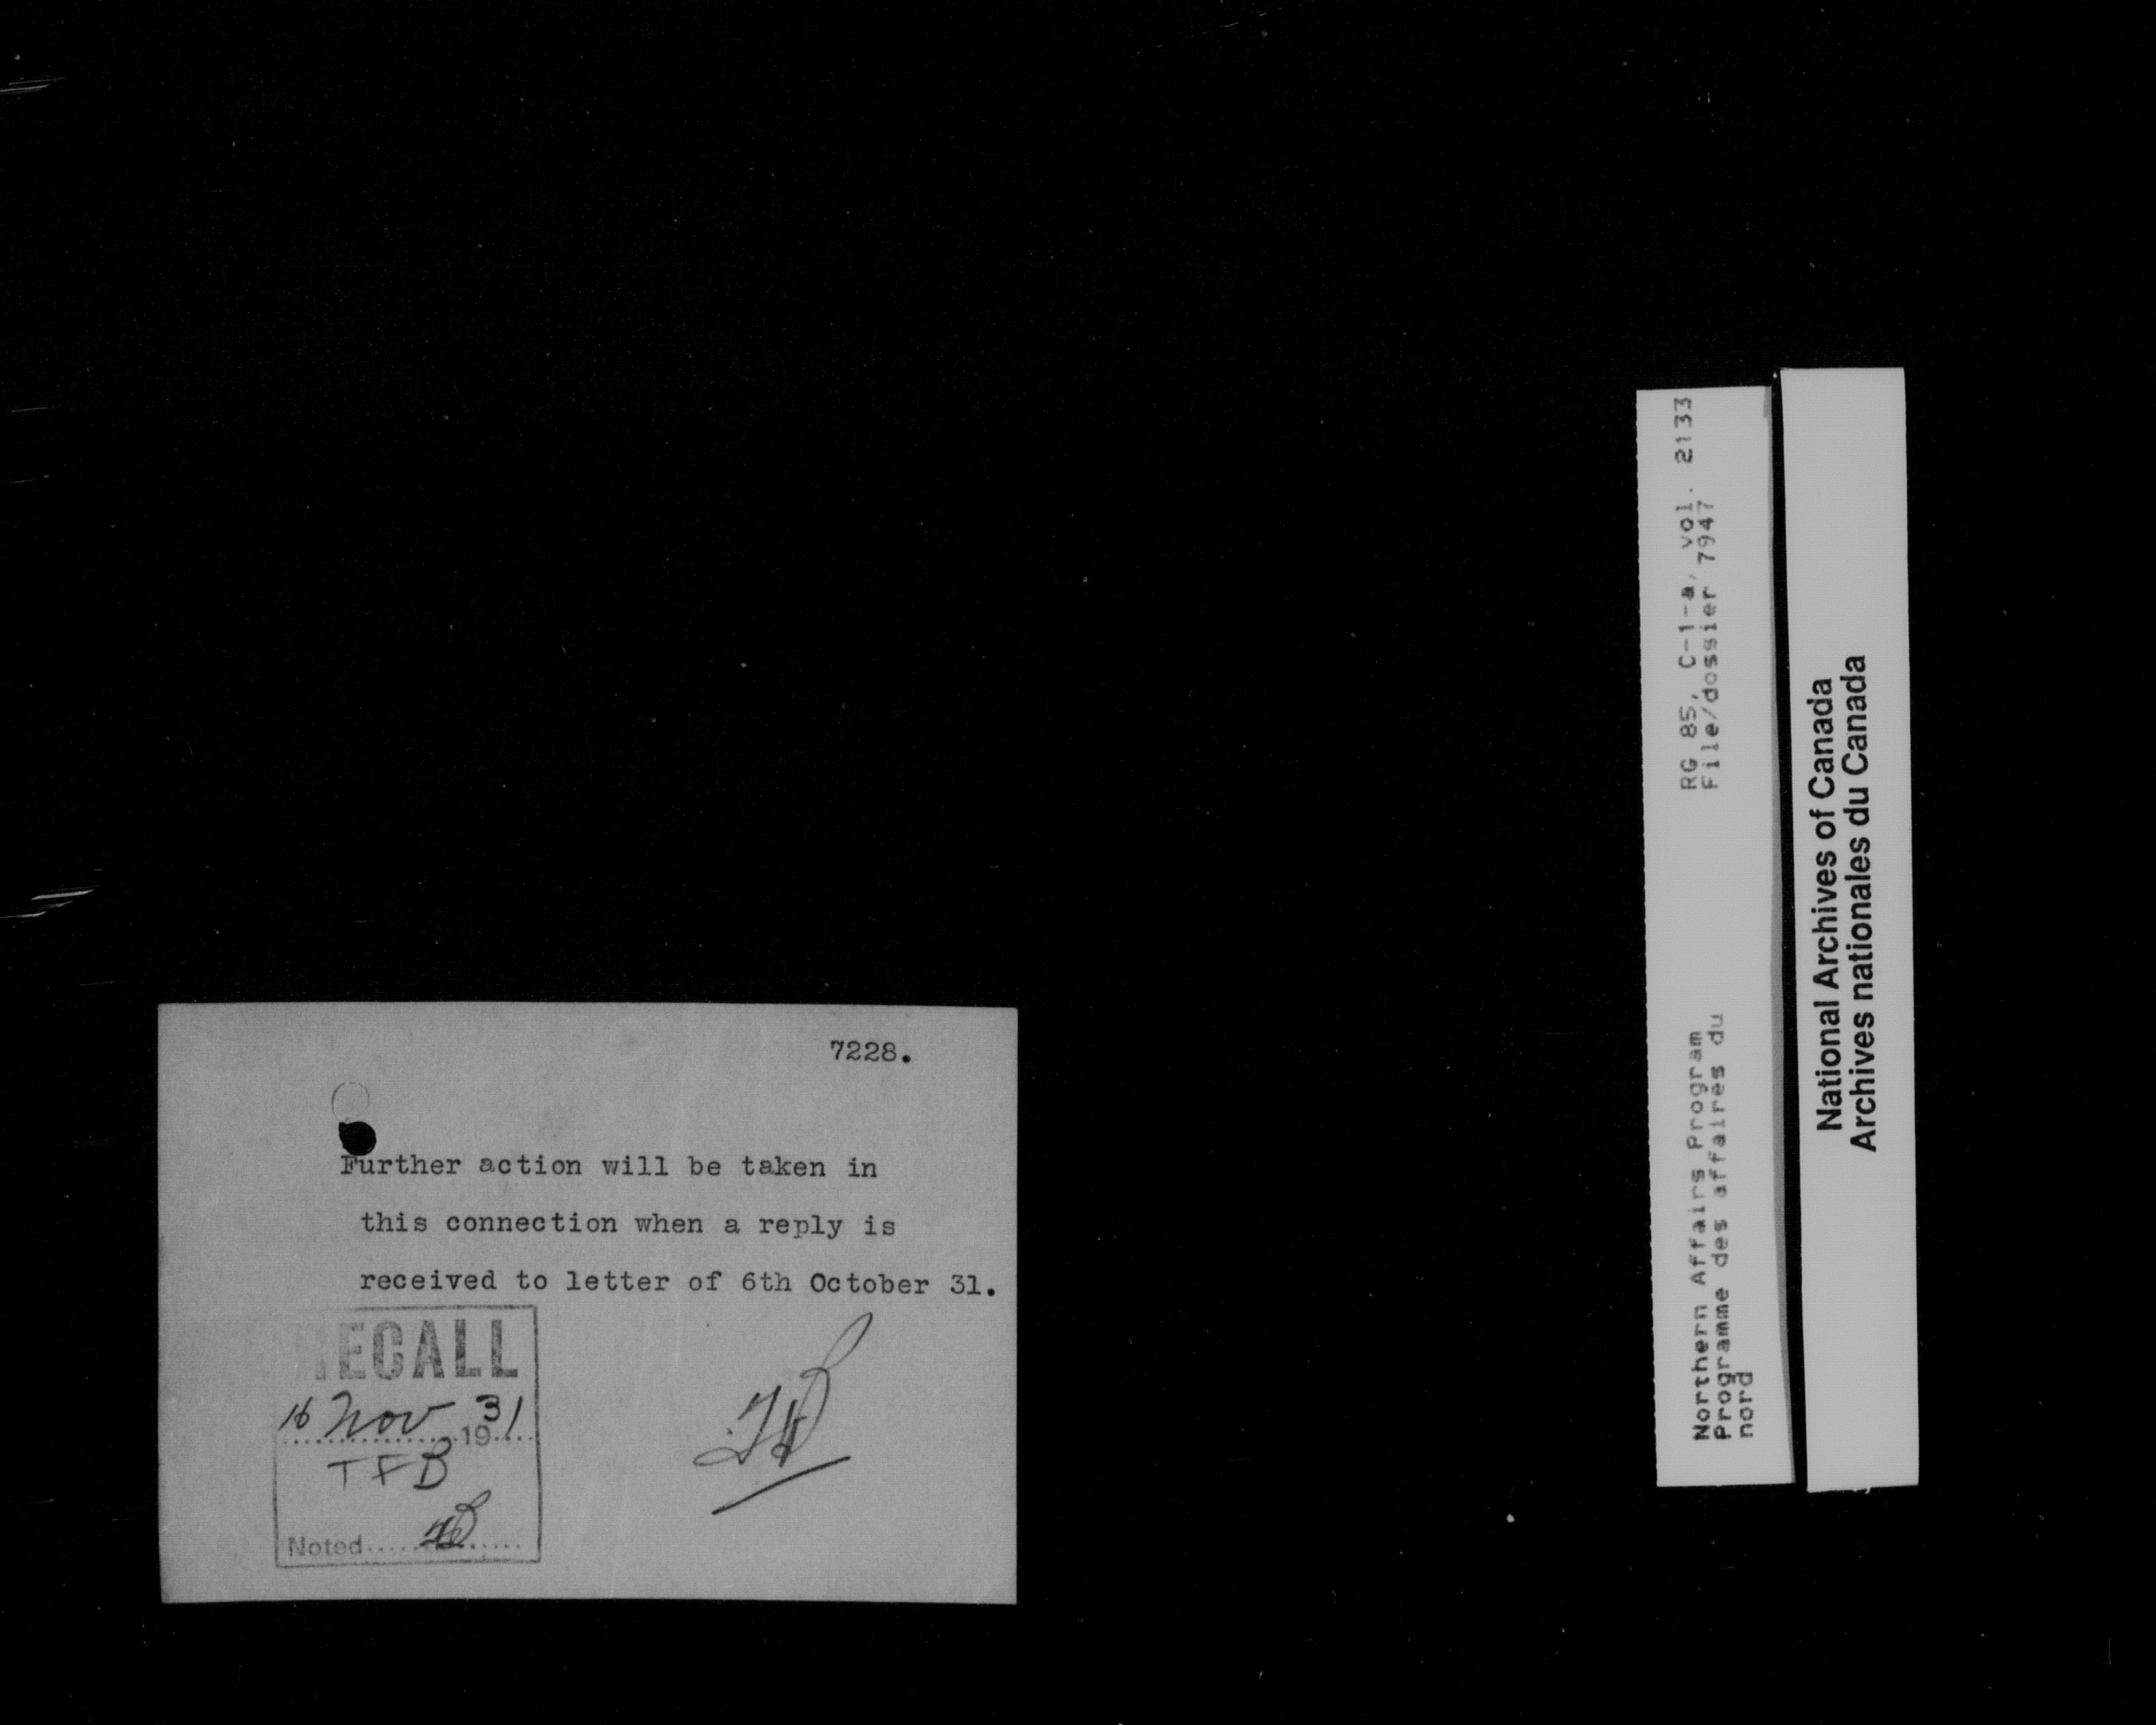 7228.
Further action will be taken in
this connection when a reply is
received to letter of 6th October 31.
RECALL
16 Nov 1931
TFB
Noted
RG 85, C-1-a, vol. 2133
File/dossier 7947
Northern Affairs Program
Programme des affaires du
nord
National Archives of Canada
Archives nationales du Canada